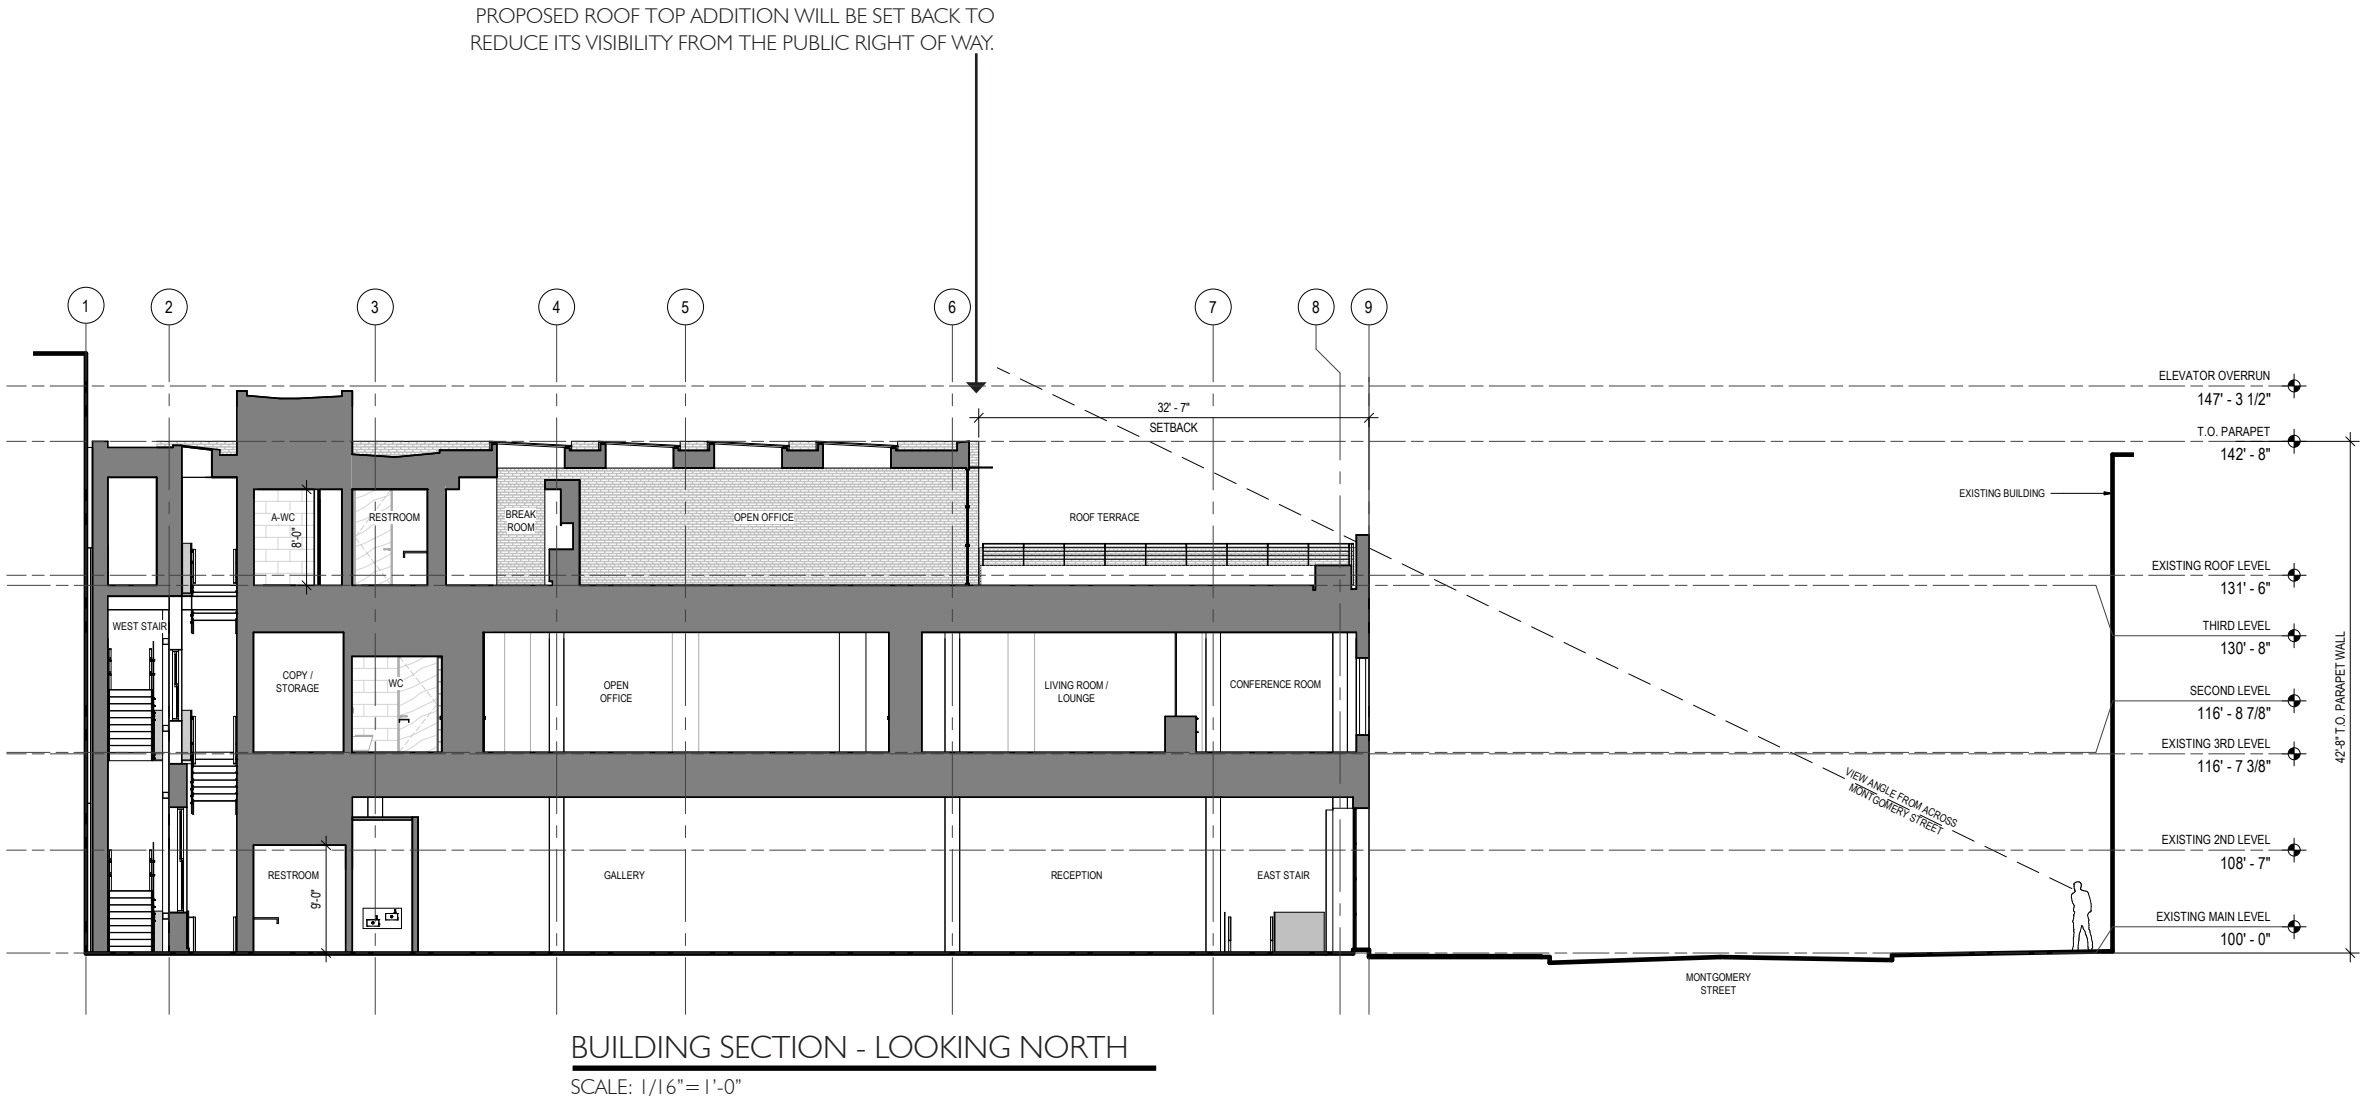 PROPOSED ROOF TOP ADDITION WILL BE SET BACK TO
REDUCE ITS VISIBILITY FROM THE PUBLIC RIGHT OF WAY.
1
2
3
4
5
6
7
8
9
ELEVATOR OVERRUN
147' - 3 1/2"
32' - 7"
SETBACK
T.O. PARAPET
142' - 8"
EXISTING BUILDING
A-WC
8'-0"
RESTROOM
BREAK
ROOM
OPEN OFFICE
ROOF TERRACE
EXISTING ROOF LEVEL
131' - 6"
THIRD LEVEL
130' - 8"
WEST STAIR
COPY /
STORAGE
WC
OPEN
OFFICE
LIVING ROOM /
LOUNGE
CONFERENCE ROOM
SECOND LEVEL
116' - 8 7/8"
EXISTING 3RD LEVEL
116' - 7 3/8"
42'-8" T.O. PARAPET WALL
VIEW ANGLE FROM ACROSS
MONTGOMERY STREET
EXISTING 2ND LEVEL
108' - 7"
RESTROOM
9'-0"
GALLERY
RECEPTION
EAST STAIR
EXISTING MAIN LEVEL
100' - 0"
MONTGOMERY
STREET
BUILDING SECTION - LOOKING NORTH
SCALE: 1/16"=1'-0"